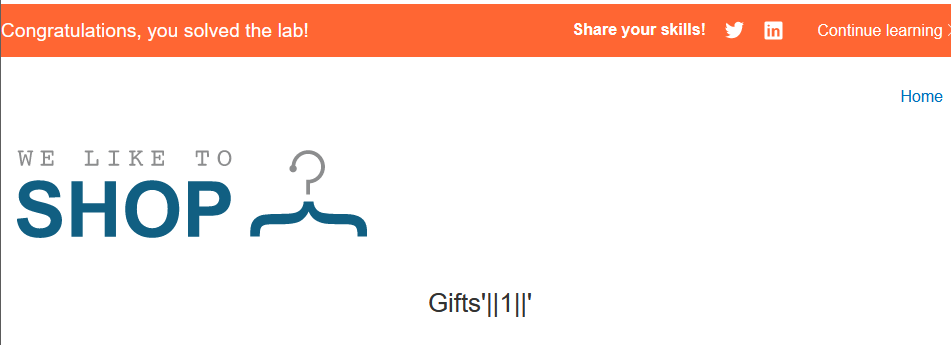 Congratulations, you solved the lab!
Share your skills!
Continue learning
Home
WE LIKE TO
SHOP
Gifts'||1||'